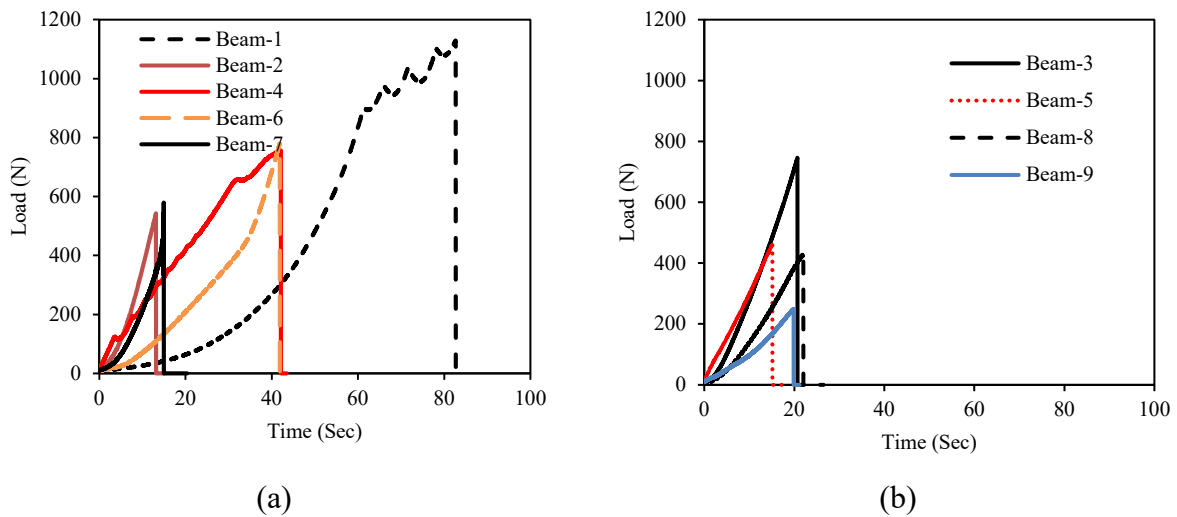 1200
1000
800
600
400
200
0
Load (N)
Beam-1
Beam-2
Beam-4
Beam-6
Beam-7
0 20 40 60 80 100
Time (Sec)
(a)
1200
1000
800
600
400
200
0
Load (N)
Beam-3
Beam-5
Beam-8
Beam-9
0 20 40 60 80 100
Time (Sec)
(b)